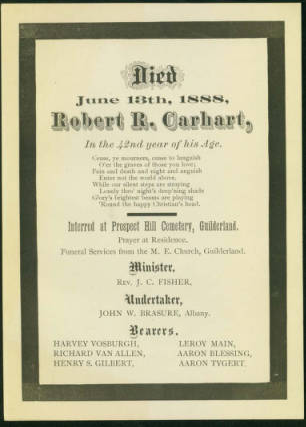 Died
June 13th, 1888,
Robert R. Carhart,
In the 42nd year of his Age.
Cease, ye mourners, cease to languish
O'er the graves of those you love;
Pain and death and night and anguish
Enter not the world above.
While our silent steps are straying
Lonely thro' night's deep'ning shade
Glory's brightest beams are playing
'Round the happy Christian's head.
Interred at Prospect Hill Cemetery, Guilderland.
Prayer at Residence.
Funeral Services from the M. E. Church, Guilderland.
Minister,
REV. J. C. FISHER,
Undertaker,
JOHN W. BRASURE, Albany.
Bearers.
HARVEY VOSBURGH, LEROY MAIN,
RICHARD VAN ALLEN, AARON BLESSING,
HENRY S. GILBERT, AARON TYGERT